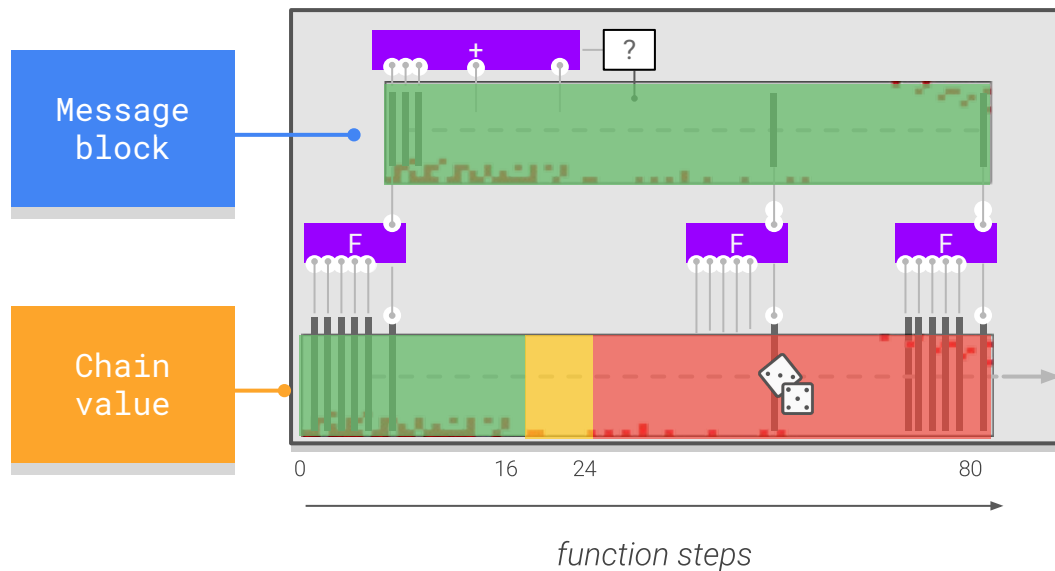 +
?
Message
block
F
F
F
Chain
value
0
16
24
80
function steps